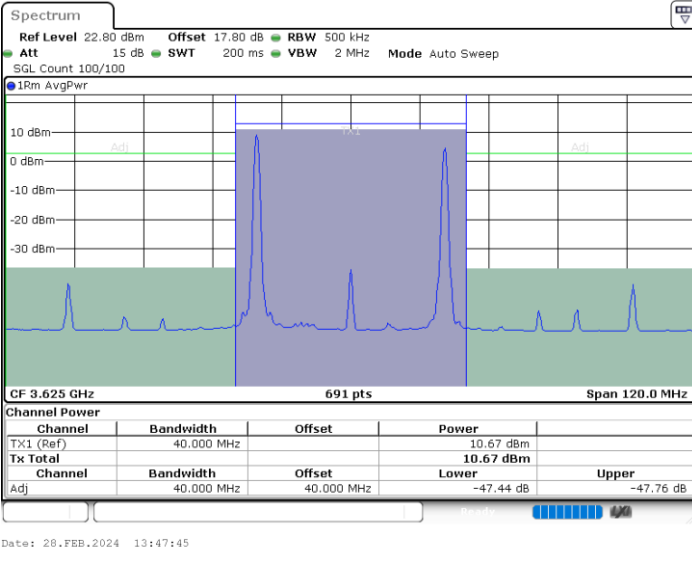 Spectrum
Ref Level 22.80 dBm Offset 17.80 dB RBW 500 kHz
Att 15 dB SWT 200 ms VBW 2 MHz Mode Auto Sweep
SGL Count 100/100
1Rm AvgPwr
10 dBm
TX1
Adj Adj
0 dBm
-10 dBm
-20 dBm
-30 dBm
CF 3.625 GHz 691 pts Span 120.0 MHz
Channel Power
Channel Bandwidth Offset Power
TX1 (Ref) 40.000 MHz 10.67 dBm
Tx Total 10.67 dBm
Channel Bandwidth Offset Lower Upper
Adj 40.000 MHz 40.000 MHz -47.44 dB -47.76 dB
Ready
Date: 28.FEB.2024 13:47:45